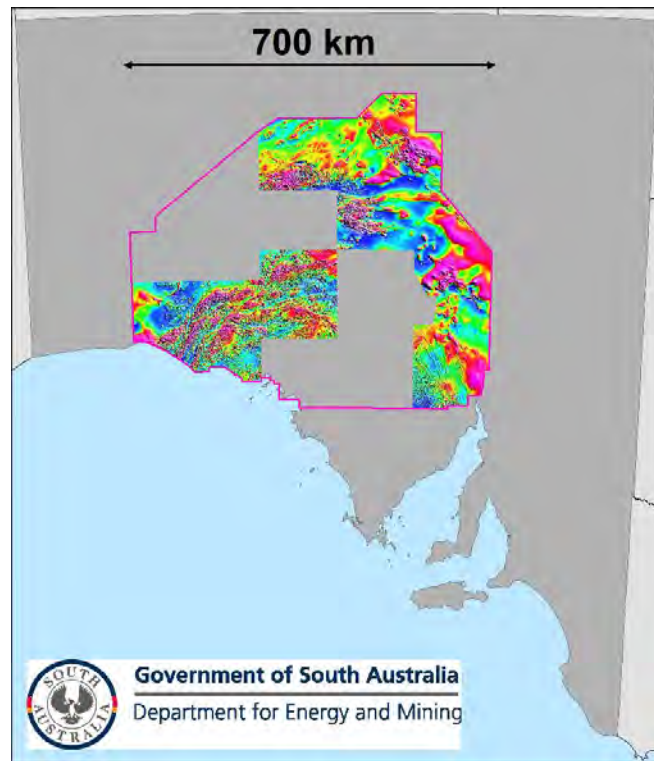 700 km
SOUTH
AUSTRALIA
Government of South Australia
Department for Energy and Mining